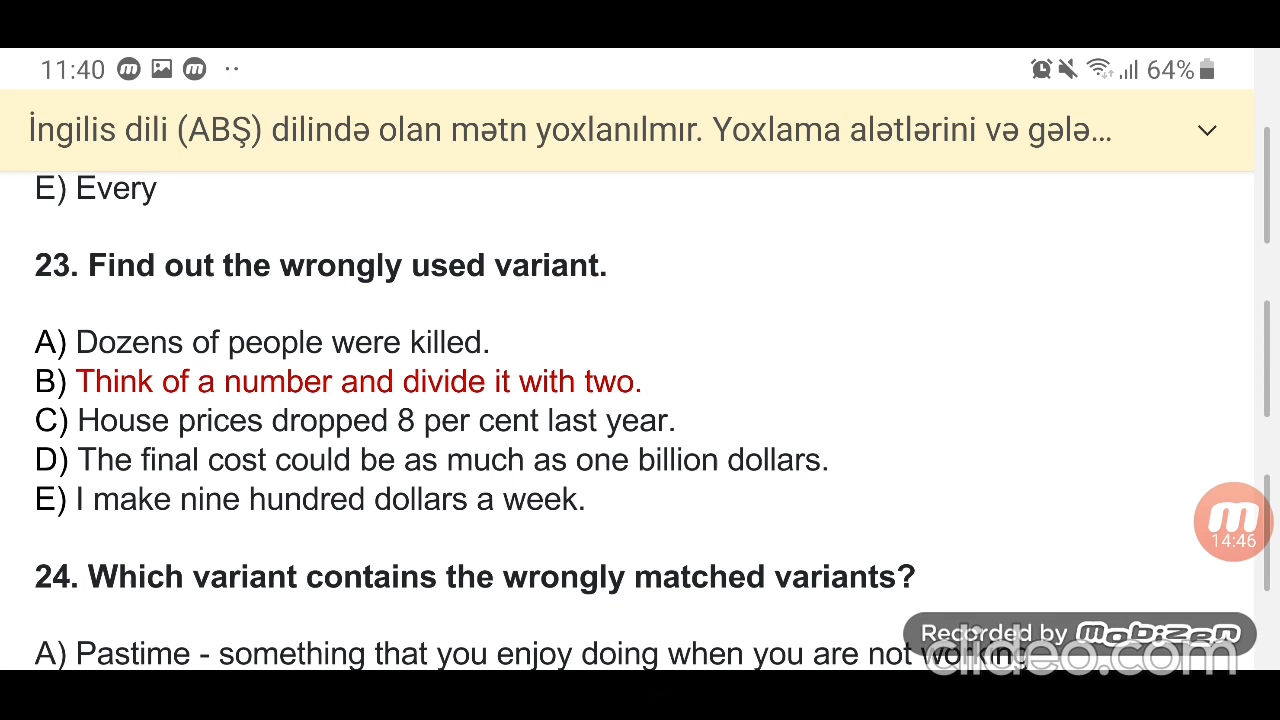 11:40 64%
İngilis dili (ABŞ) dilində olan mətn yoxlanılmır. Yoxlama alətlərini və gələ...
E) Every
23. Find out the wrongly used variant.
A) Dozens of people were killed.
B) Think of a number and divide it with two.
C) House prices dropped 8 per cent last year.
D) The final cost could be as much as one billion dollars.
E) I make nine hundred dollars a week.
14:46
24. Which variant contains the wrongly matched variants?
Recorded by mobizen
A) Pastime - something that you enjoy doing when you are not working
clideo.com